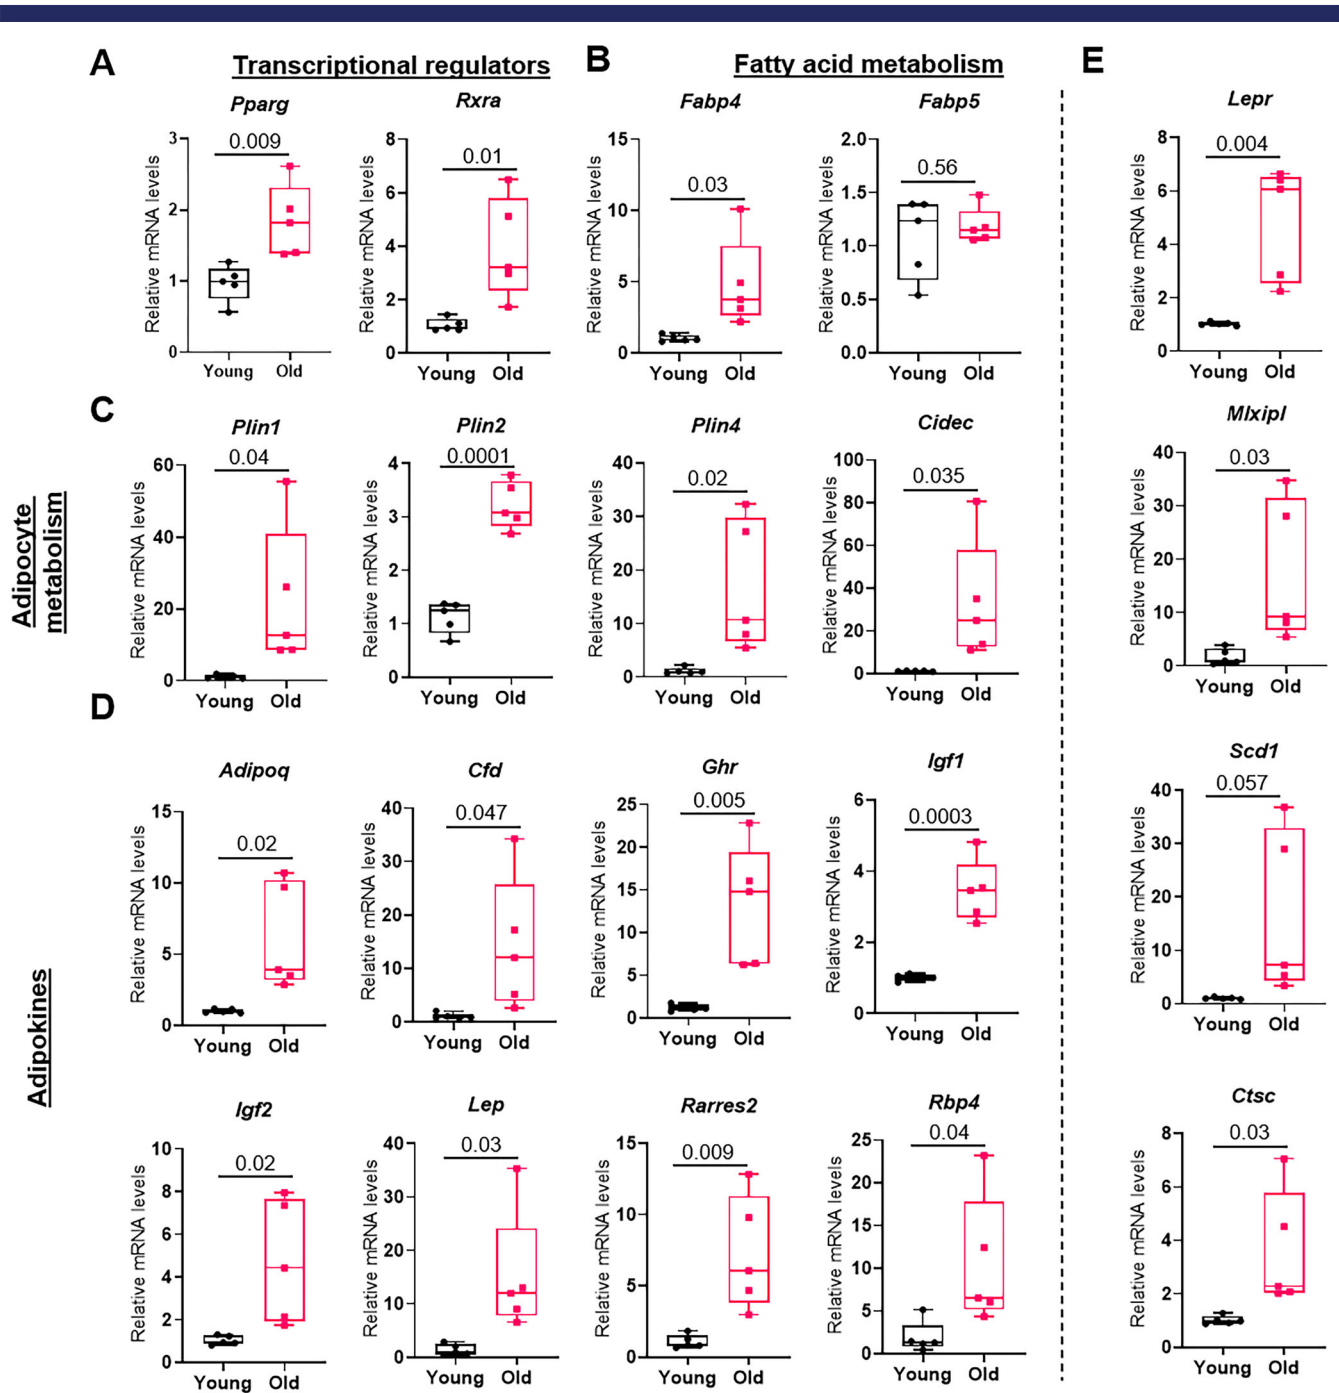 A Transcriptional regulators
B Fatty acid metabolism
E
Pparg
Relative mRNA levels
3
2
1
0
0.009
Young Old
Rxra
Relative mRNA levels
8
6
4
2
0
0.01
Young Old
Fabp4
Relative mRNA levels
15
10
5
0
0.03
Young Old
Fabp5
Relative mRNA levels
2.0
1.5
1.0
0.5
0.0
0.56
Young Old
Lepr
Relative mRNA levels
8
6
4
2
0
0.004
Young Old
C
Adipocyte
metabolism
Plin1
Relative mRNA levels
60
40
20
0
0.04
Young Old
Plin2
Relative mRNA levels
4
3
2
1
0
0.0001
Young Old
Plin4
Relative mRNA levels
40
30
20
10
0
0.02
Young Old
Cidec
Relative mRNA levels
100
80
60
40
20
0
0.035
Young Old
Mlxipl
Relative mRNA levels
40
30
20
10
0
0.03
Young Old
D
Adipokines
Adipoq
Relative mRNA levels
15
10
5
0
0.02
Young Old
Cfd
Relative mRNA levels
40
30
20
10
0
0.047
Young Old
Ghr
Relative mRNA levels
25
20
15
10
5
0
0.005
Young Old
Igf1
Relative mRNA levels
6
4
2
0
0.0003
Young Old
Scd1
Relative mRNA levels
40
30
20
10
0
0.057
Young Old
Igf2
Relative mRNA levels
10
8
6
4
2
0
0.02
Young Old
Lep
Relative mRNA levels
40
30
20
10
0
0.03
Young Old
Rarres2
Relative mRNA levels
15
10
5
0
0.009
Young Old
Rbp4
Relative mRNA levels
25
20
15
10
5
0
0.04
Young Old
Ctsc
Relative mRNA levels
8
6
4
2
0
0.03
Young Old